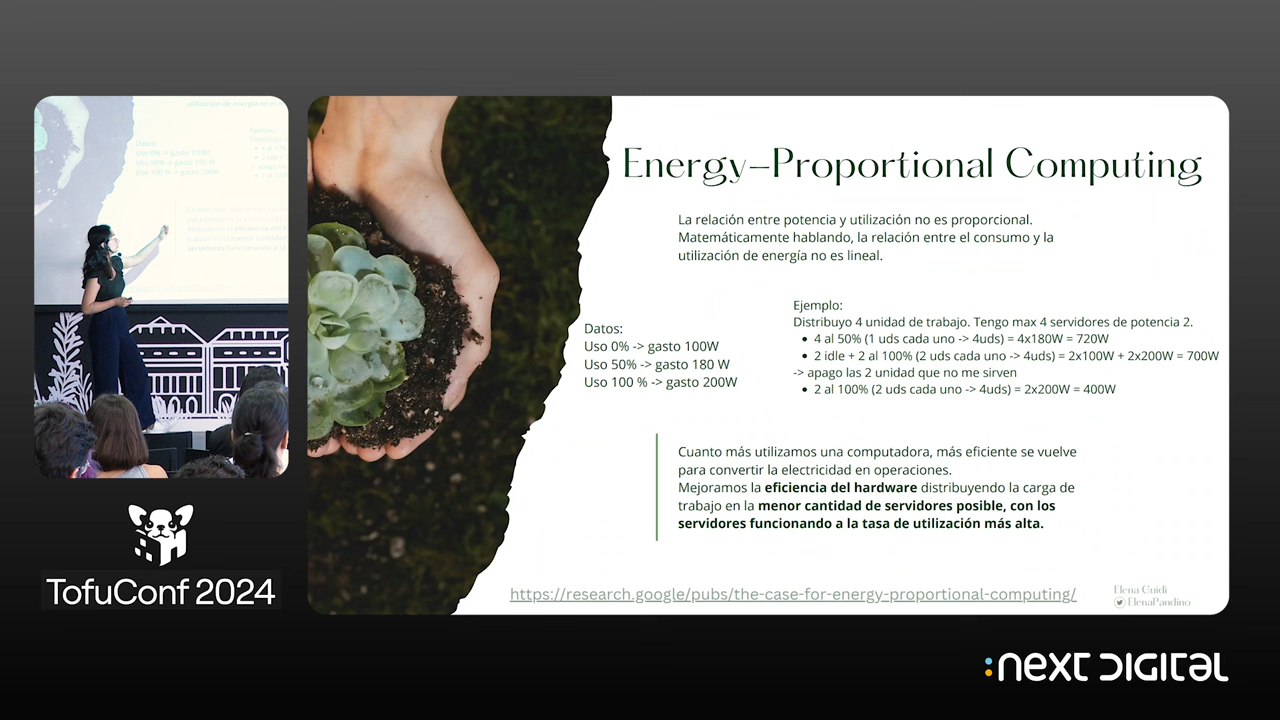 Energy-Proportional Computing
La relación entre potencia y utilización no es proporcional.
Matemáticamente hablando, la relación entre el consumo y la
utilización de energía no es lineal.
Datos:
Uso 0% -> gasto 100W
Uso 50% -> gasto 180 W
Uso 100 % -> gasto 200W
Ejemplo:
Distribuyo 4 unidad de trabajo. Tengo max 4 servidores de potencia 2.
• 4 al 50% (1 uds cada uno -> 4uds) = 4x180W = 720W
• 2 idle + 2 al 100% (2 uds cada uno -> 4uds) = 2x100W + 2x200W = 700W
-> apago las 2 unidad que no me sirven
• 2 al 100% (2 uds cada uno -> 4uds) = 2x200W = 400W
Cuanto más utilizamos una computadora, más eficiente se vuelve
para convertir la electricidad en operaciones.
Mejoramos la eficiencia del hardware distribuyendo la carga de
trabajo en la menor cantidad de servidores posible, con los
servidores funcionando a la tasa de utilización más alta.
https://research.google/pubs/the-case-for-energy-proportional-computing/
Elena Guidi
@ElenaPandino
TofuConf 2024
:next digital